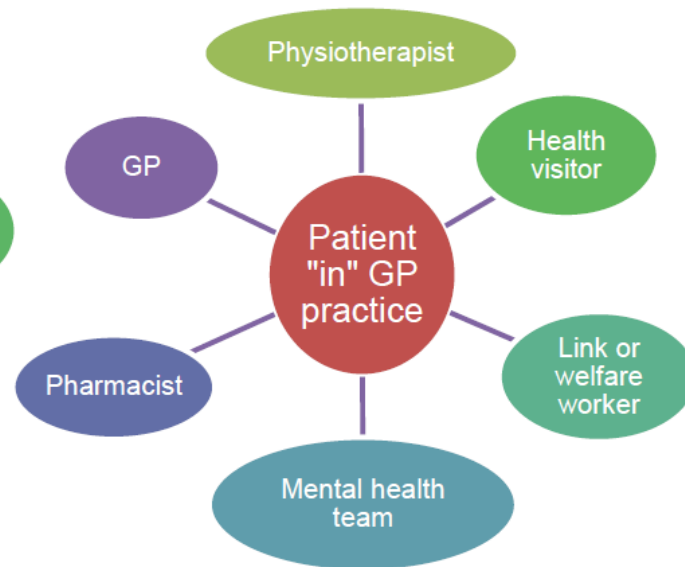 Physiotherapist
GP
Health
visitor
Patient
"in" GP
practice
Link or
welfare
worker
Pharmacist
Mental health
team